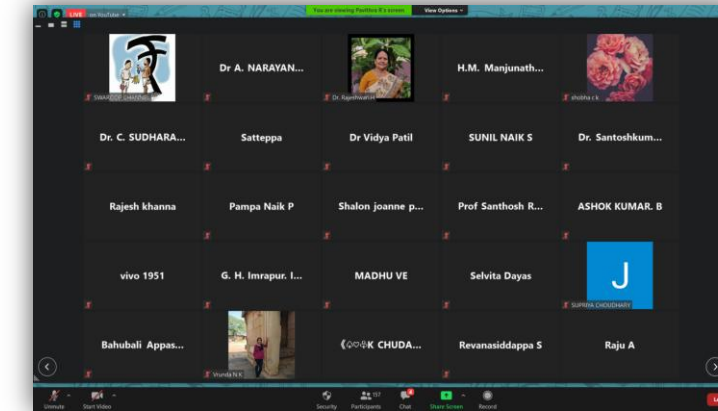 LIVE on YouTube
You are viewing Pavithra R's screen View Options
Dr A. NARAYAN... H.M. Manjunath...
Dr. Rajeshwari shobha c k
Dr. C. SUDHARA... Satteppa Dr Vidya Patil SUNIL NAIK S Dr. Santoshkum...
Rajesh khanna Pampa Naik P Shalon joanne p... Prof Santhosh R... ASHOK KUMAR. B
vivo 1951 G. H. Imrapur. I... MADHU VE Selvita Dayas J
SUPRIYA CHOUDHARY
Bahubali Appas... K CHUDA... Revanasiddappa S Raju A
Vrunda N K
Unmute Start Video Security Participants 157 Chat Share Screen Record